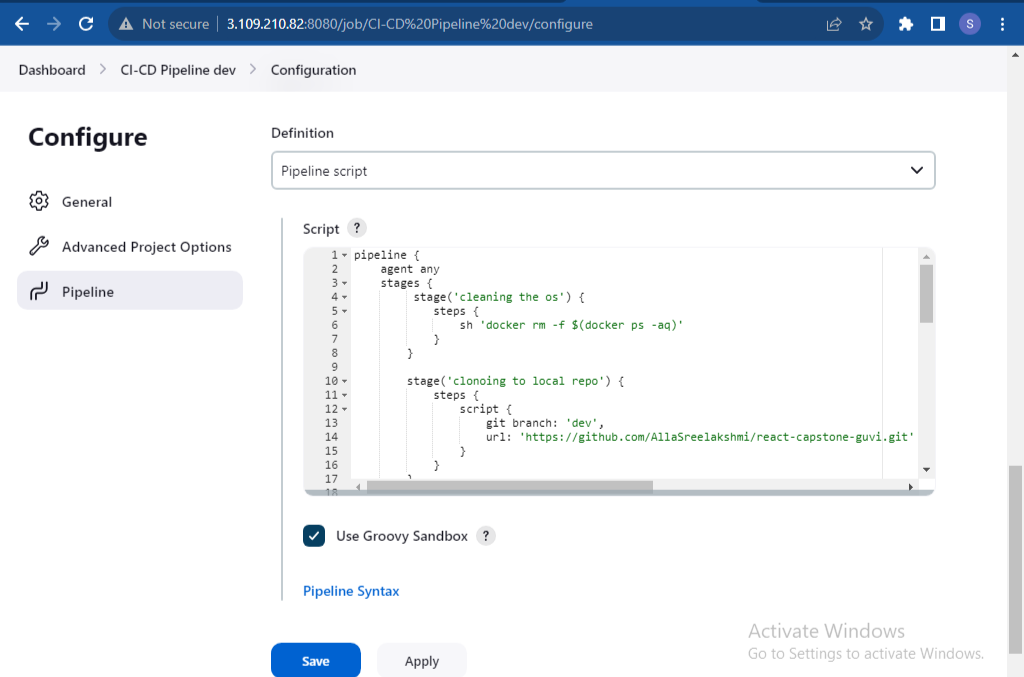 Not secure 3.109.210.82:8080/job/CI-CD%20Pipeline%20dev/configure S
Dashboard CI-CD Pipeline dev Configuration
Configure
General
Advanced Project Options
Pipeline
Definition
Pipeline script
Script ?
1 pipeline {
2 agent any
3 stages {
4 stage('cleaning the os') {
5 steps {
6 sh 'docker rm -f $(docker ps -aq)'
7 }
8 }
9
10 stage('clonoing to local repo') {
11 steps {
12 script {
13 git branch: 'dev',
14 url: 'https://github.com/AllaSreelakshmi/react-capstone-guvi.git'
15 }
16 }
17 }
18
Use Groovy Sandbox ?
Pipeline Syntax
Save Apply
Activate Windows
Go to Settings to activate Windows.